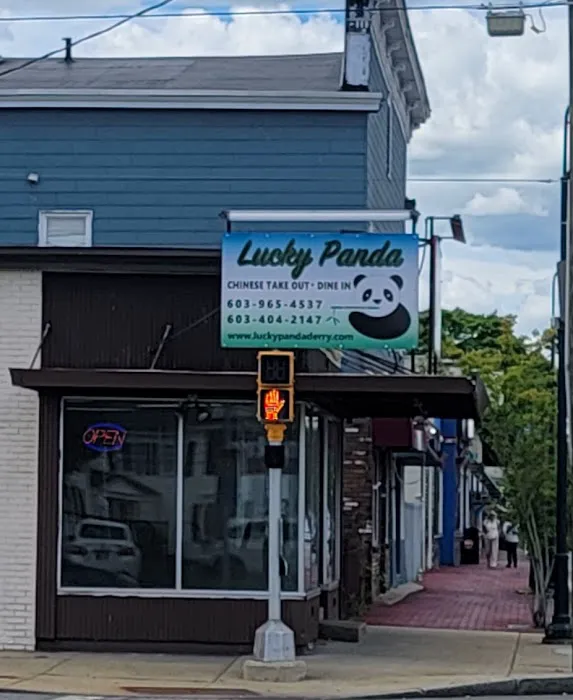 Lucky Panda
CHINESE TAKE OUT • DINE IN
603-965-4537
603-404-2147
www.luckypandaderry.com
OPEN